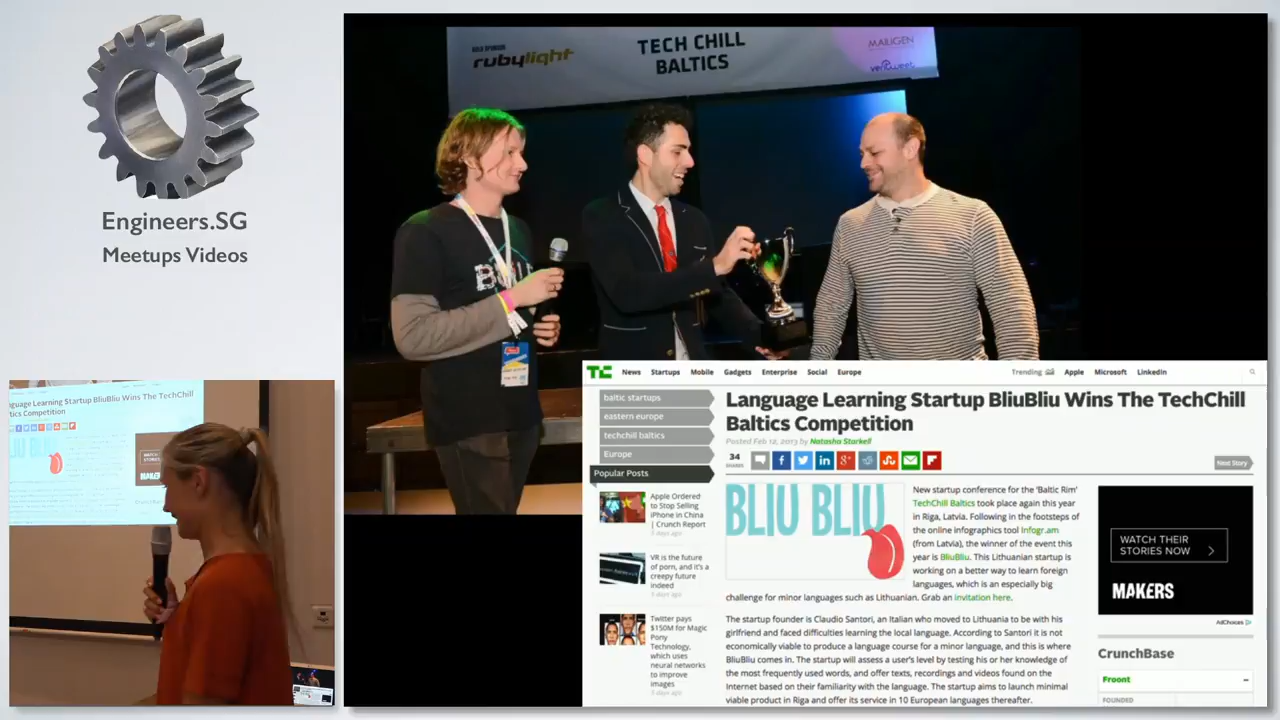 Engineers.SG
Meetups Videos
rubylight
TECH CHILL
BALTICS
MAILIGEN
TC News Startups Mobile Gadgets Enterprise Social Europe Trending Apple Microsoft LinkedIn
baltic startups
eastern europe
techchill baltics
Europe
Popular Posts
Apple Ordered
to Stop Selling
iPhone in China
| Crunch Report
3 days ago
VR is the future
of porn, and it's a
creepy future
indeed
3 days ago
Twitter pays
$150M for Magic
Pony
Technology,
which uses
neural networks
to improve
images
3 days ago
Language Learning Startup BliuBliu Wins The TechChill
Baltics Competition
Posted Feb 12, 2013 by Natasha Starkell
34
SHARES
Next Story
BLIU BLIU
New startup conference for the 'Baltic Rim'
TechChill Baltics took place again this year
in Riga, Latvia. Following in the footsteps of
the online infographics tool Infogr.am
(from Latvia), the winner of the event this
year is BliuBliu. This Lithuanian startup is
working on a better way to learn foreign
languages, which is an especially big
challenge for minor languages such as Lithuanian. Grab an invitation here.
The startup founder is Claudio Santori, an Italian who moved to Lithuania to be with his
girlfriend and faced difficulties learning the local language. According to Santori it is not
economically viable to produce a language course for a minor language, and this is where
BliuBliu comes in. The startup will assess a user's level by testing his or her knowledge of
the most frequently used words, and offer texts, recordings and videos found on the
Internet based on their familiarity with the language. The startup aims to launch minimal
viable product in Riga and offer its service in 10 European languages thereafter.
WATCH THEIR
STORIES NOW
MAKERS
AdChoices
CrunchBase
Froont
FOUNDED